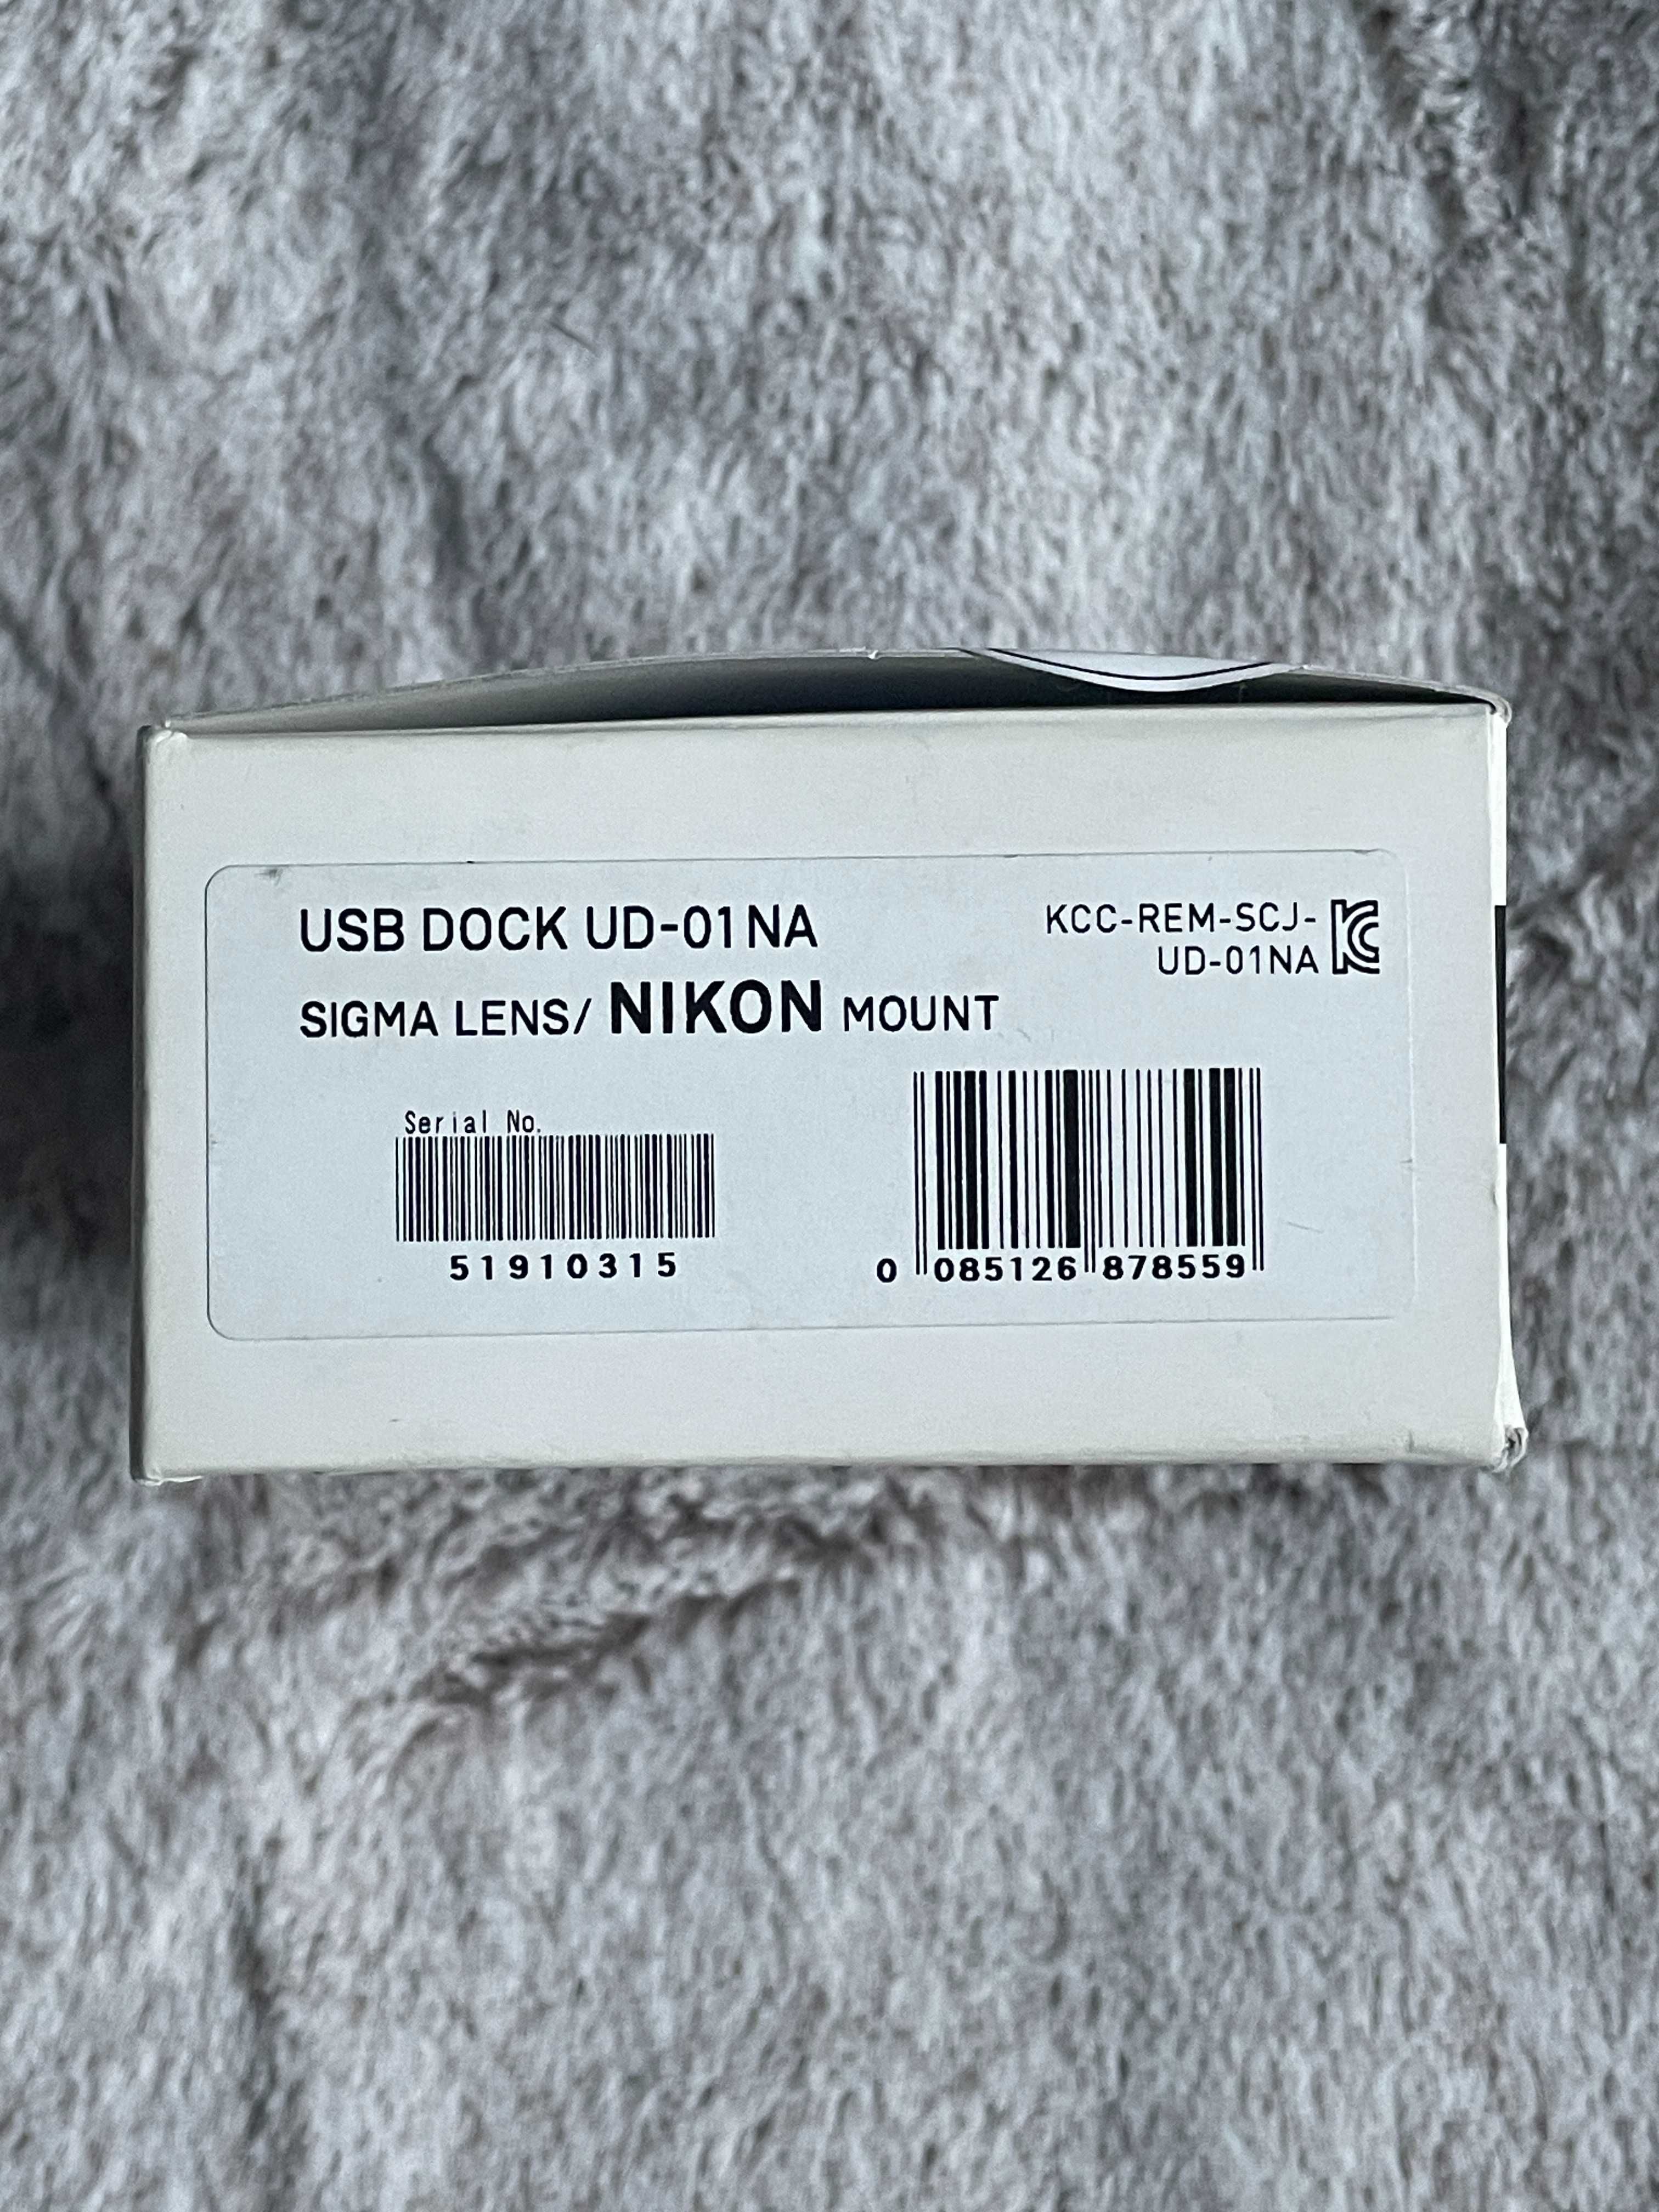 USB DOCK UD-01NA
SIGMA LENS/ NIKON MOUNT
KCC-REM-SCJ-
UD-01NA
Serial No.
51910315
0 085126 878559